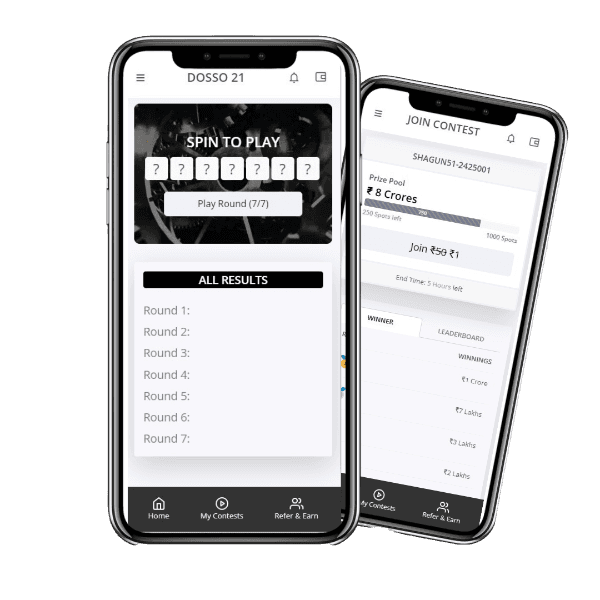 DOSSO 21
SPIN TO PLAY
? ? ? ? ? ? ?
Play Round (7/7)
ALL RESULTS
Round 1:
Round 2:
Round 3:
Round 4:
Round 5:
Round 6:
Round 7:
Home
My Contests
Refer & Earn
JOIN CONTEST
SHAGUN51-2425001
Prize Pool
₹ 8 Crores
750
250 Spots left
1000 Spots
Join ₹50 ₹1
End Time: 5 Hours left
WINNER
LEADERBOARD
WINNINGS
₹1 Crore
₹7 Lakhs
₹3 Lakhs
₹2 Lakhs
My Contests
Refer & Earn